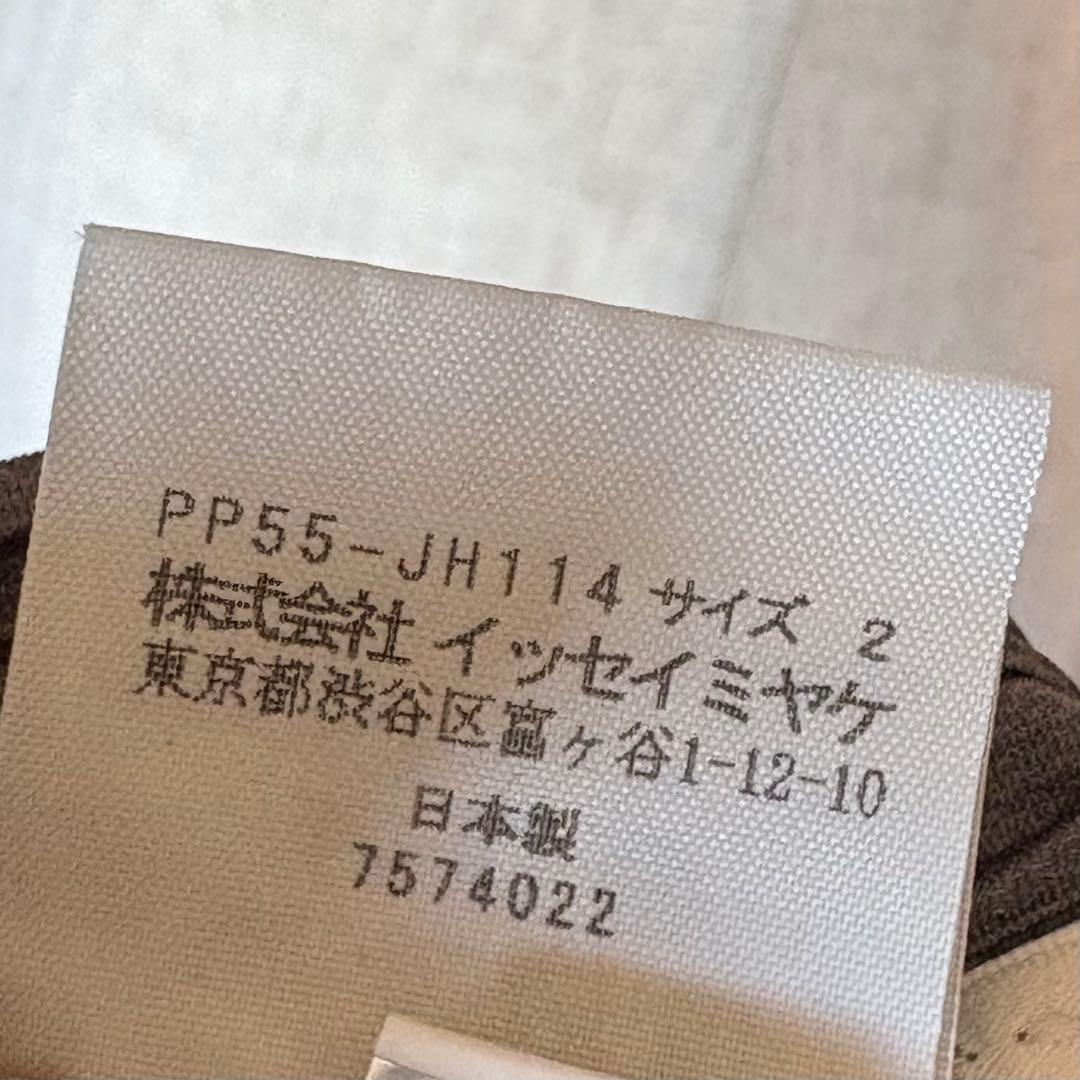 PP55-JH114 サイズ 2
株式会社 イッセイミヤケ
東京都渋谷区富ヶ谷1-12-10
日本製
7574022